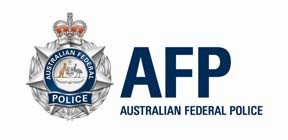 AUSTRALIAN FEDERAL
POLICE
AFP
AUSTRALIAN FEDERAL POLICE